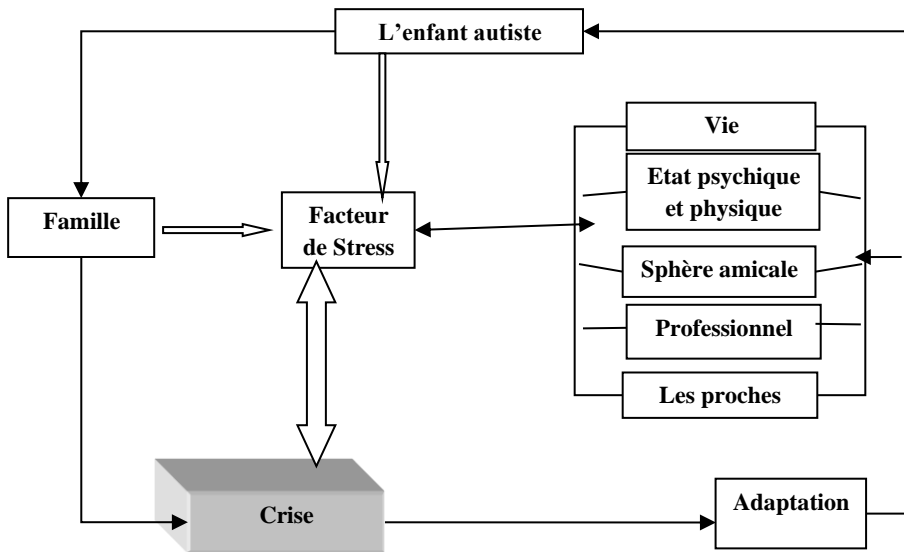 L’enfant autiste
Vie
Etat psychique
et physique
Famille
Facteur
de Stress
Sphère amicale
Professionnel
Les proches
Crise
Adaptation